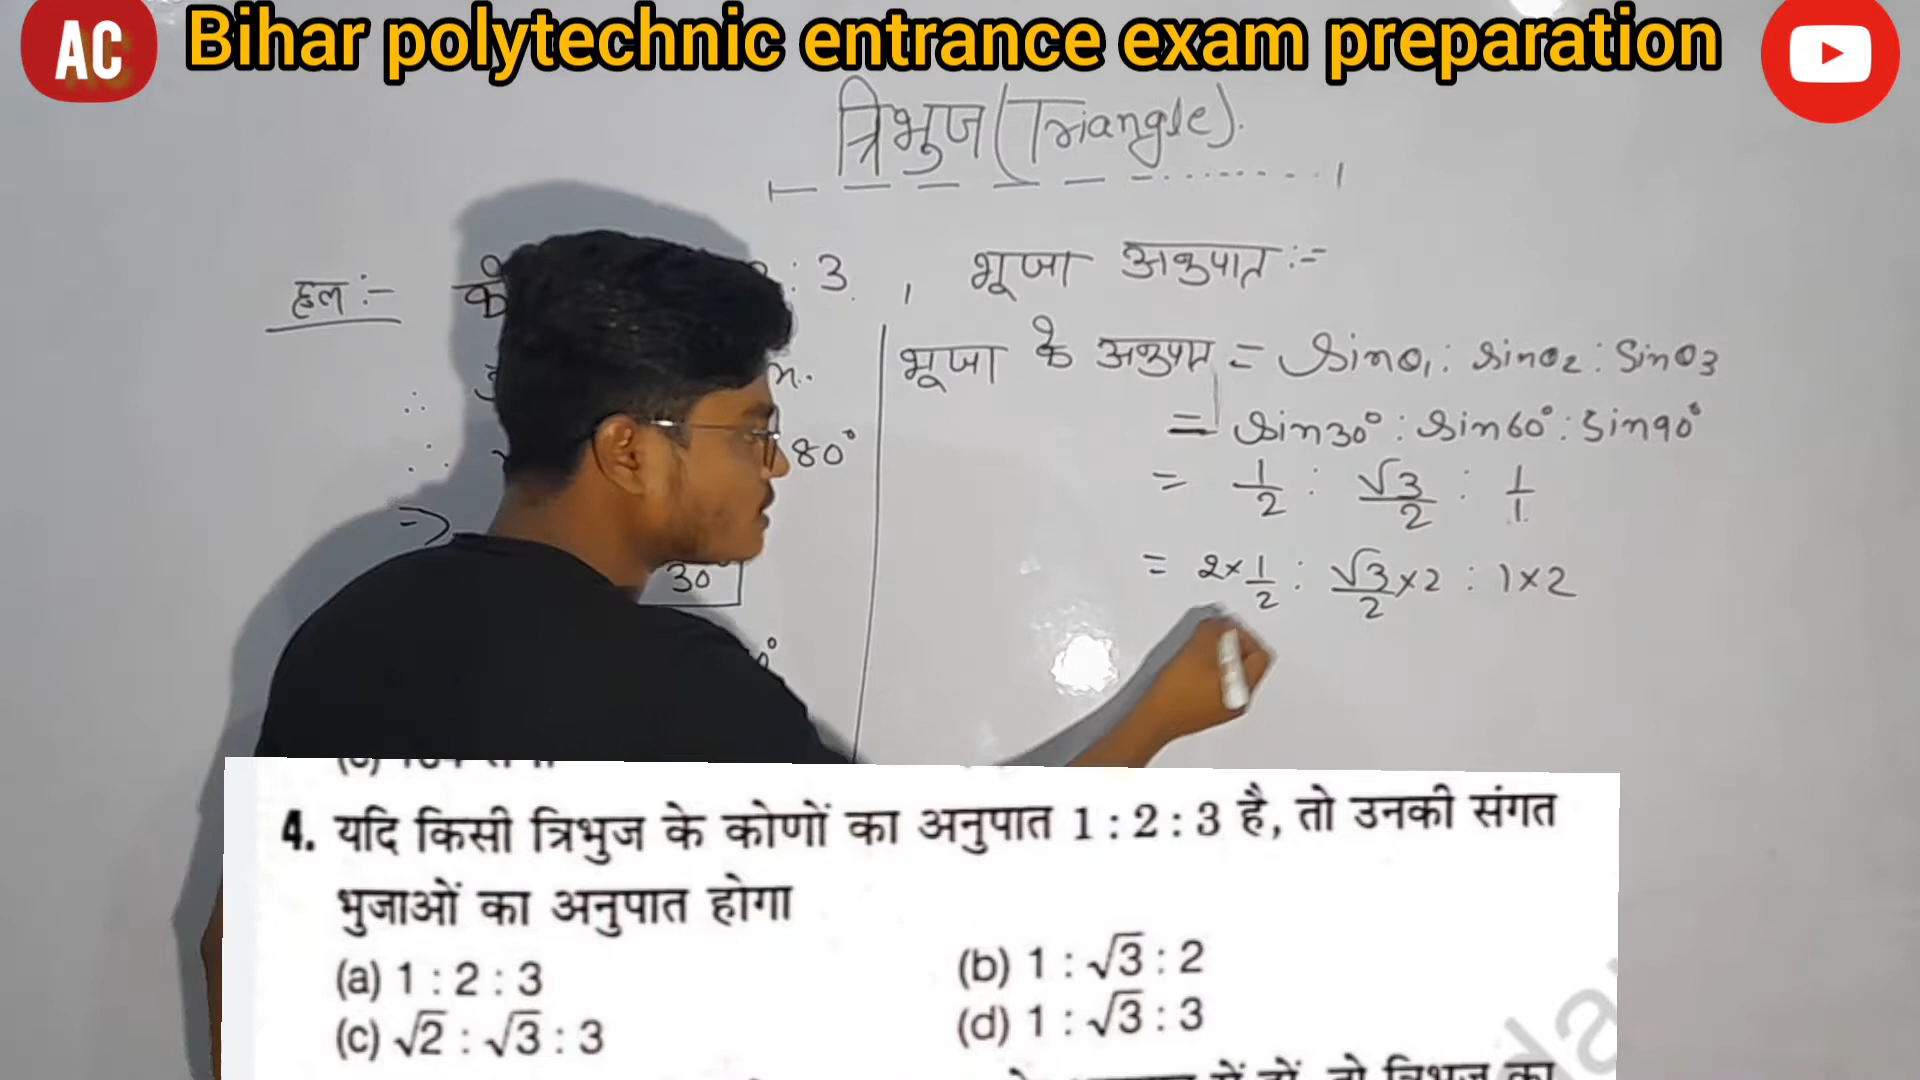 AC Bihar polytechnic entrance exam preparation
त्रिभुज (Triangle).
हल :- : 3 , भूजा अनुपात :-
भूजा के अनुपात = Sinθ₁ : Sinθ₂ : Sinθ3
= Sin30° : Sin60° : Sin90°
80°
= 1/2 : √3/2 : 1/1
= 2×1/2 : √3/2×2 : 1×2
30°
4. यदि किसी त्रिभुज के कोणों का अनुपात 1 : 2 : 3 है, तो उनकी संगत
भुजाओं का अनुपात होगा
(a) 1 : 2 : 3 (b) 1 : √3 : 2
(c) √2 : √3 : 3 (d) 1 : √3 : 3